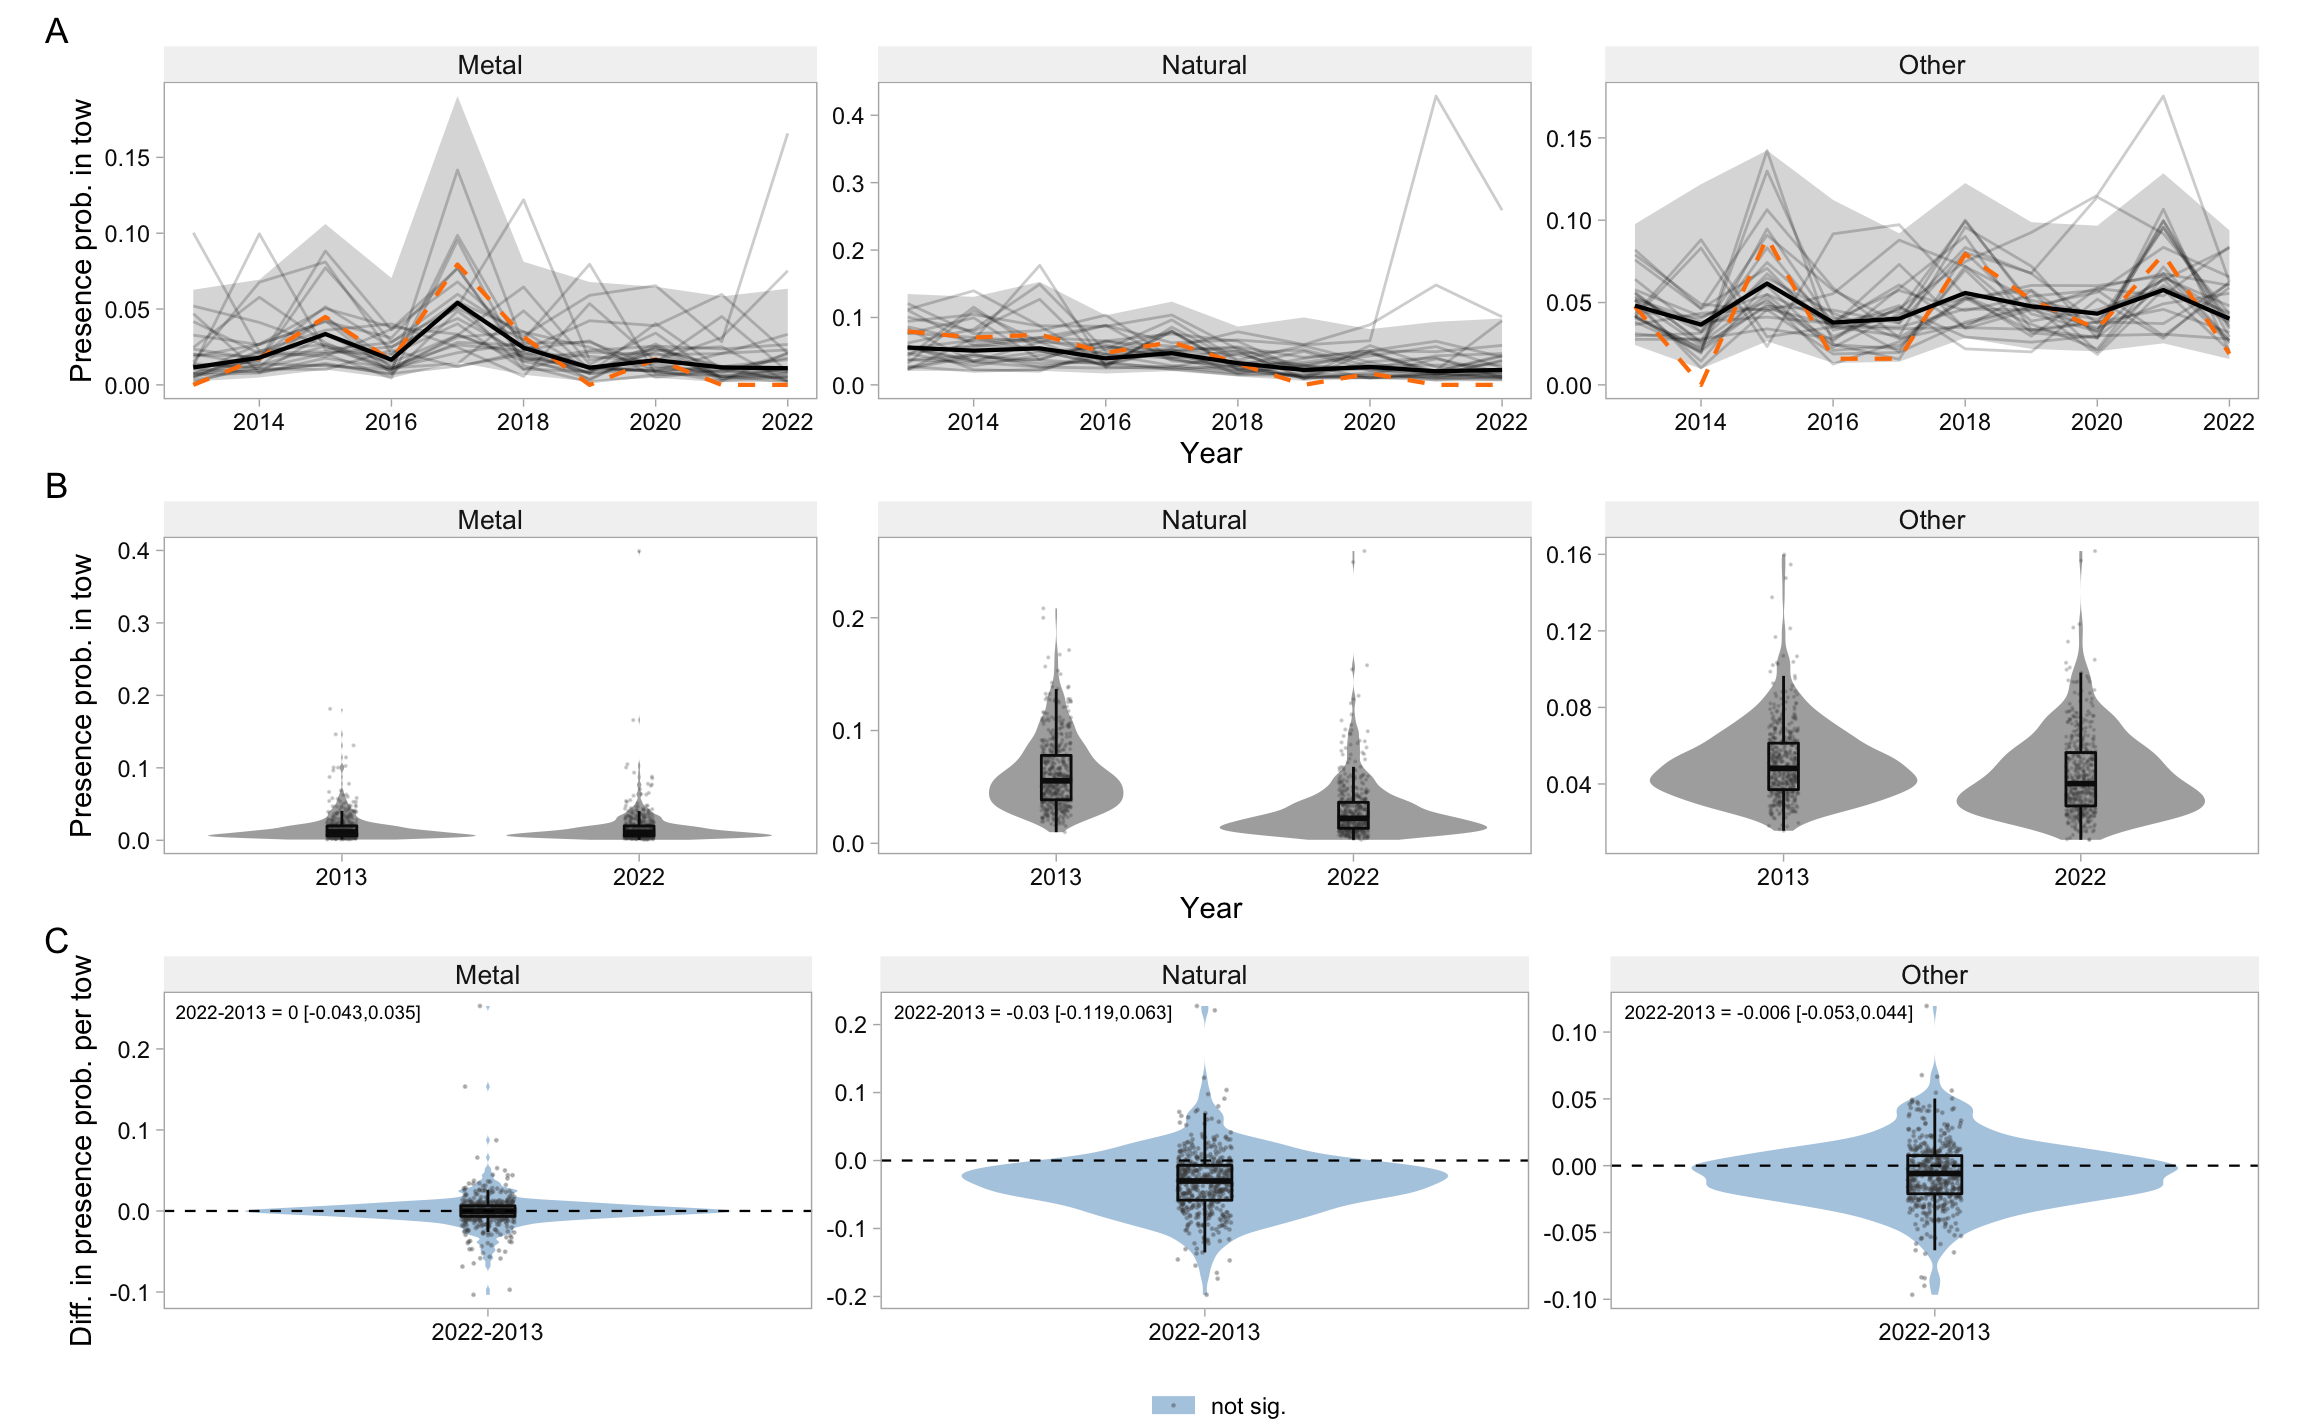 A
Metal Natural Other
Presence prob. in tow
0.15
0.10
0.05
0.00
0.4
0.3
0.2
0.1
0.0
0.15
0.10
0.05
0.00
2014 2016 2018 2020 2022 2014 2016 2018 2020 2022 2014 2016 2018 2020 2022
Year
B
Metal Natural Other
Presence prob. in tow
0.4
0.3
0.2
0.1
0.0
0.2
0.1
0.0
0.16
0.12
0.08
0.04
2013 2022 2013 2022 2013 2022
Year
C
Metal Natural Other
Diff. in presence prob. per tow
2022-2013 = 0 [-0.043,0.035]
2022-2013 = -0.03 [-0.119,0.063]
2022-2013 = -0.006 [-0.053,0.044]
0.2
0.1
0.0
-0.1
0.2
0.1
0.0
-0.1
-0.2
0.10
0.05
0.00
-0.05
-0.10
2022-2013 2022-2013 2022-2013
not sig.